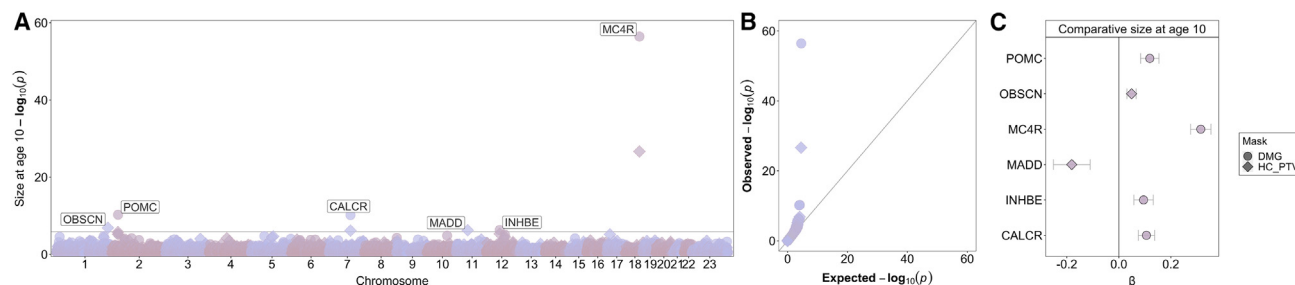 A
60
40
20
0
Size at age 10 −log₁₀(p)
MC4R
OBSCN
POMC
CALCR
MADD
INHBE
1 2 3 4 5 6 7 8 9 10 11 12 13 14 15 16 17 18 19 20 21 22 23
Chromosome
B
60
40
20
0
Observed −log₁₀(p)
0 20 40 60
Expected −log₁₀(p)
C
Comparative size at age 10
POMC
OBSCN
MC4R
MADD
INHBE
CALCR
-0.2 0.0 0.2
β
Mask
DMG
HC_PTV